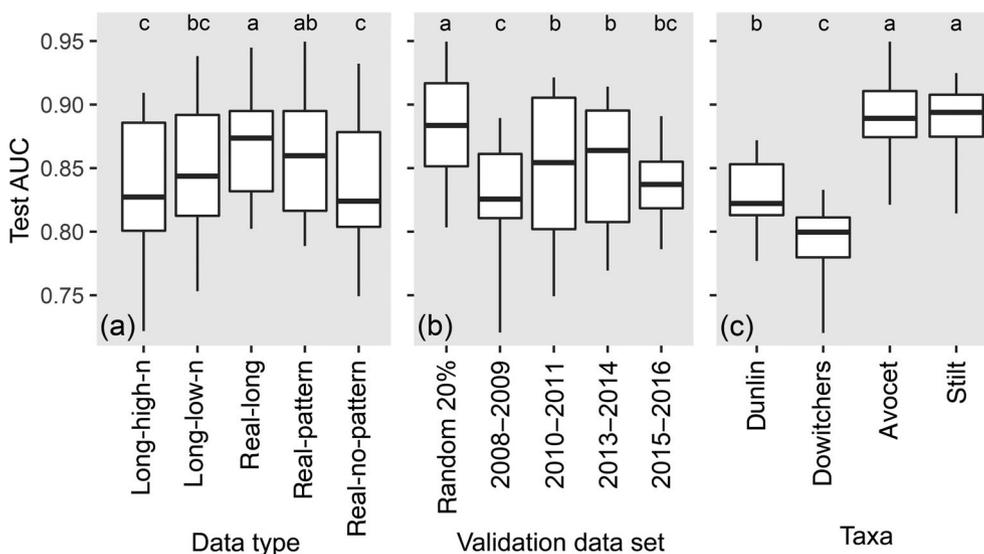 Test AUC
0.95
0.90
0.85
0.80
0.75
c bc a ab c
(a)
Long-high-n
Long-low-n
Real-long
Real-pattern
Real-no-pattern
Data type
a c b b bc
(b)
Random 20%
2008–2009
2010–2011
2013–2014
2015–2016
Validation data set
b c a a
(c)
Dunlin
Dowitchers
Avocet
Stilt
Taxa